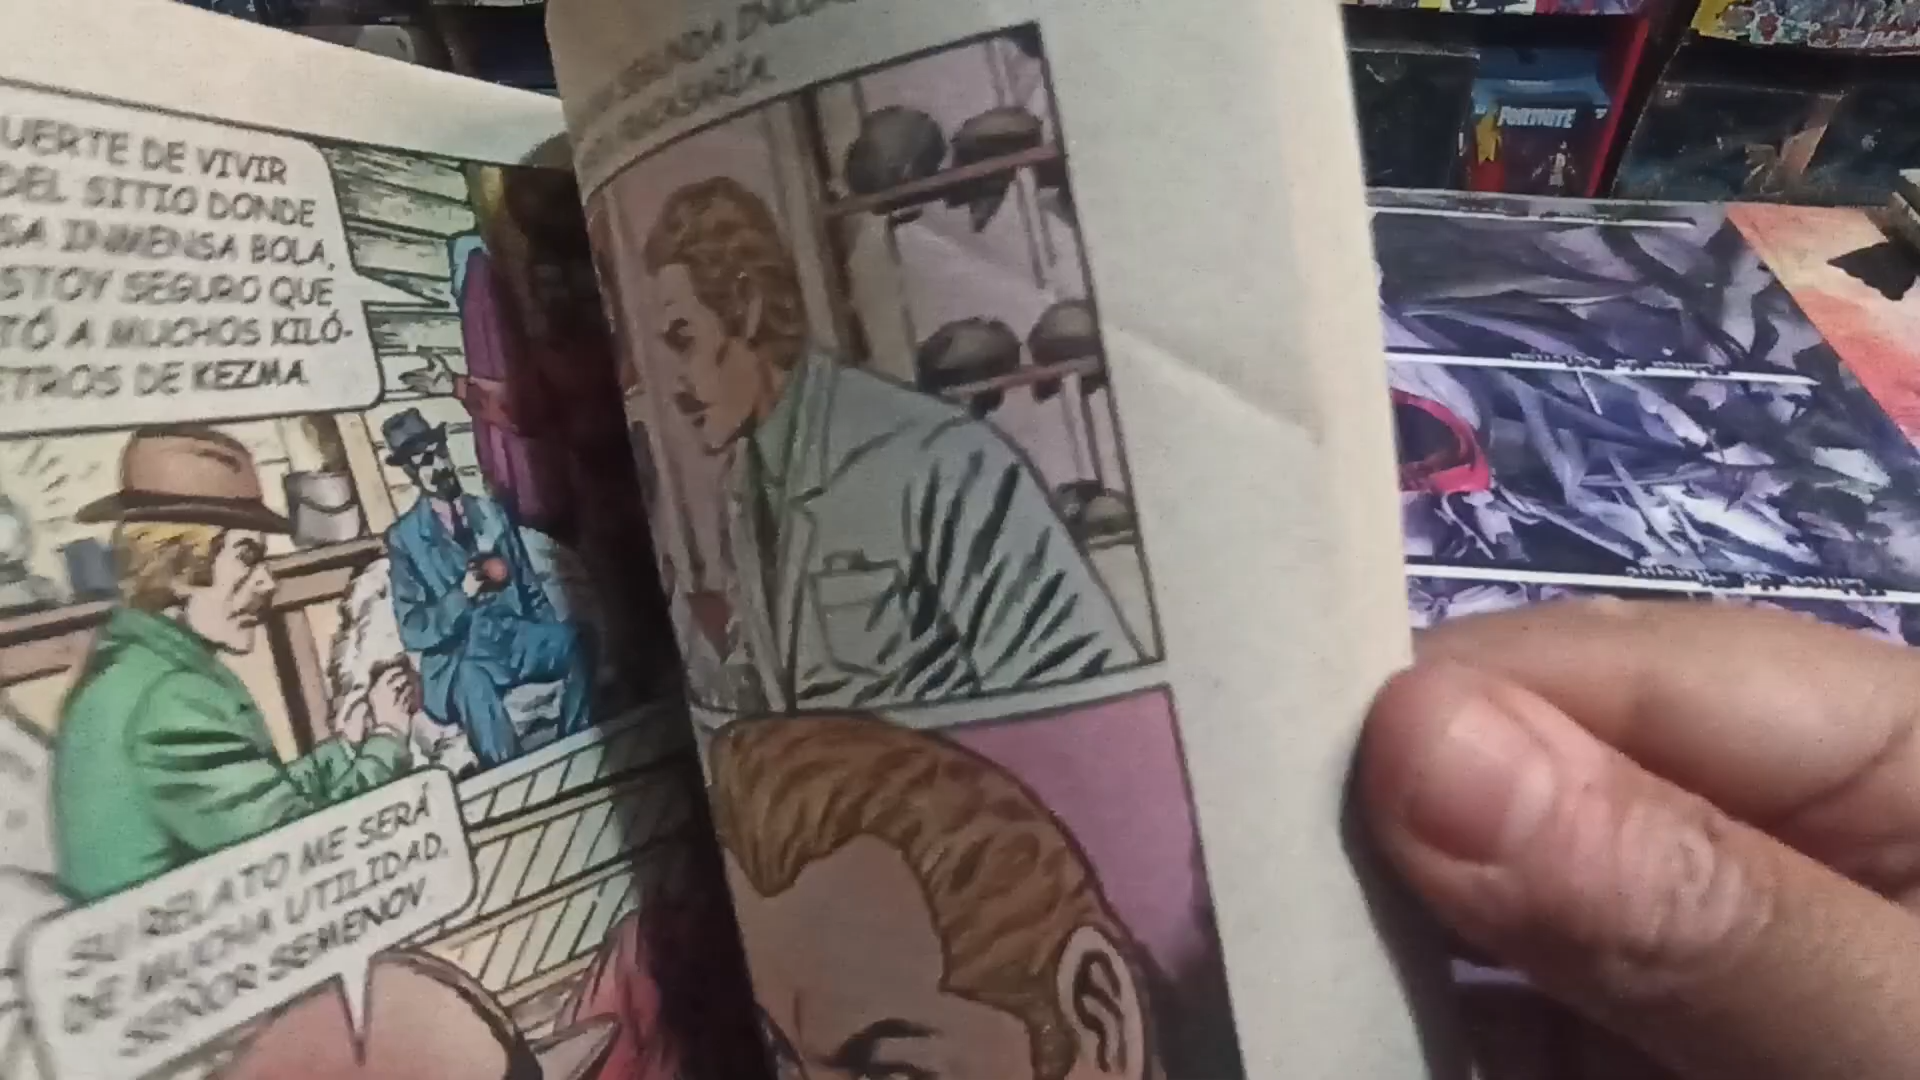 UERTE DE VIVIR
DEL SITIO DONDE
SA INMENSA BOLA,
STOY SEGURO QUE
TÓ A MUCHOS KILÓ-
ETROS DE KEZMA.
SU RELATO ME SERÁ
DE MUCHA UTILIDAD,
SEÑOR SEMENOV.
FORTNITE